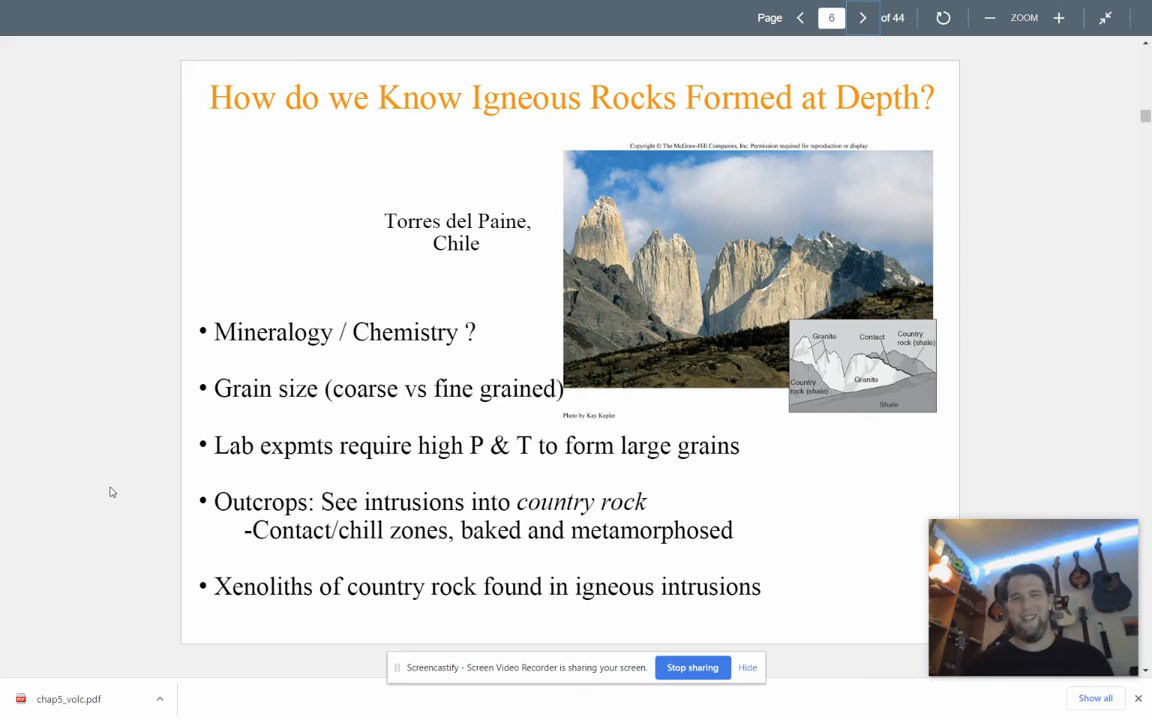 Page 6 of 44 ZOOM
How do we Know Igneous Rocks Formed at Depth?
Copyright © The McGraw-Hill Companies, Inc. Permission required for reproduction or display.
Torres del Paine,
Chile
• Mineralogy / Chemistry ?
• Grain size (coarse vs fine grained)
Granite
Contact
Country
rock (shale)
Country
rock (shale)
Granite
Shale
Photo by Kay Kepler
• Lab expmts require high P & T to form large grains
• Outcrops: See intrusions into country rock
-Contact/chill zones, baked and metamorphosed
• Xenoliths of country rock found in igneous intrusions
Screencastify - Screen Video Recorder is sharing your screen. Stop sharing Hide
chap5_volc.pdf
Show all